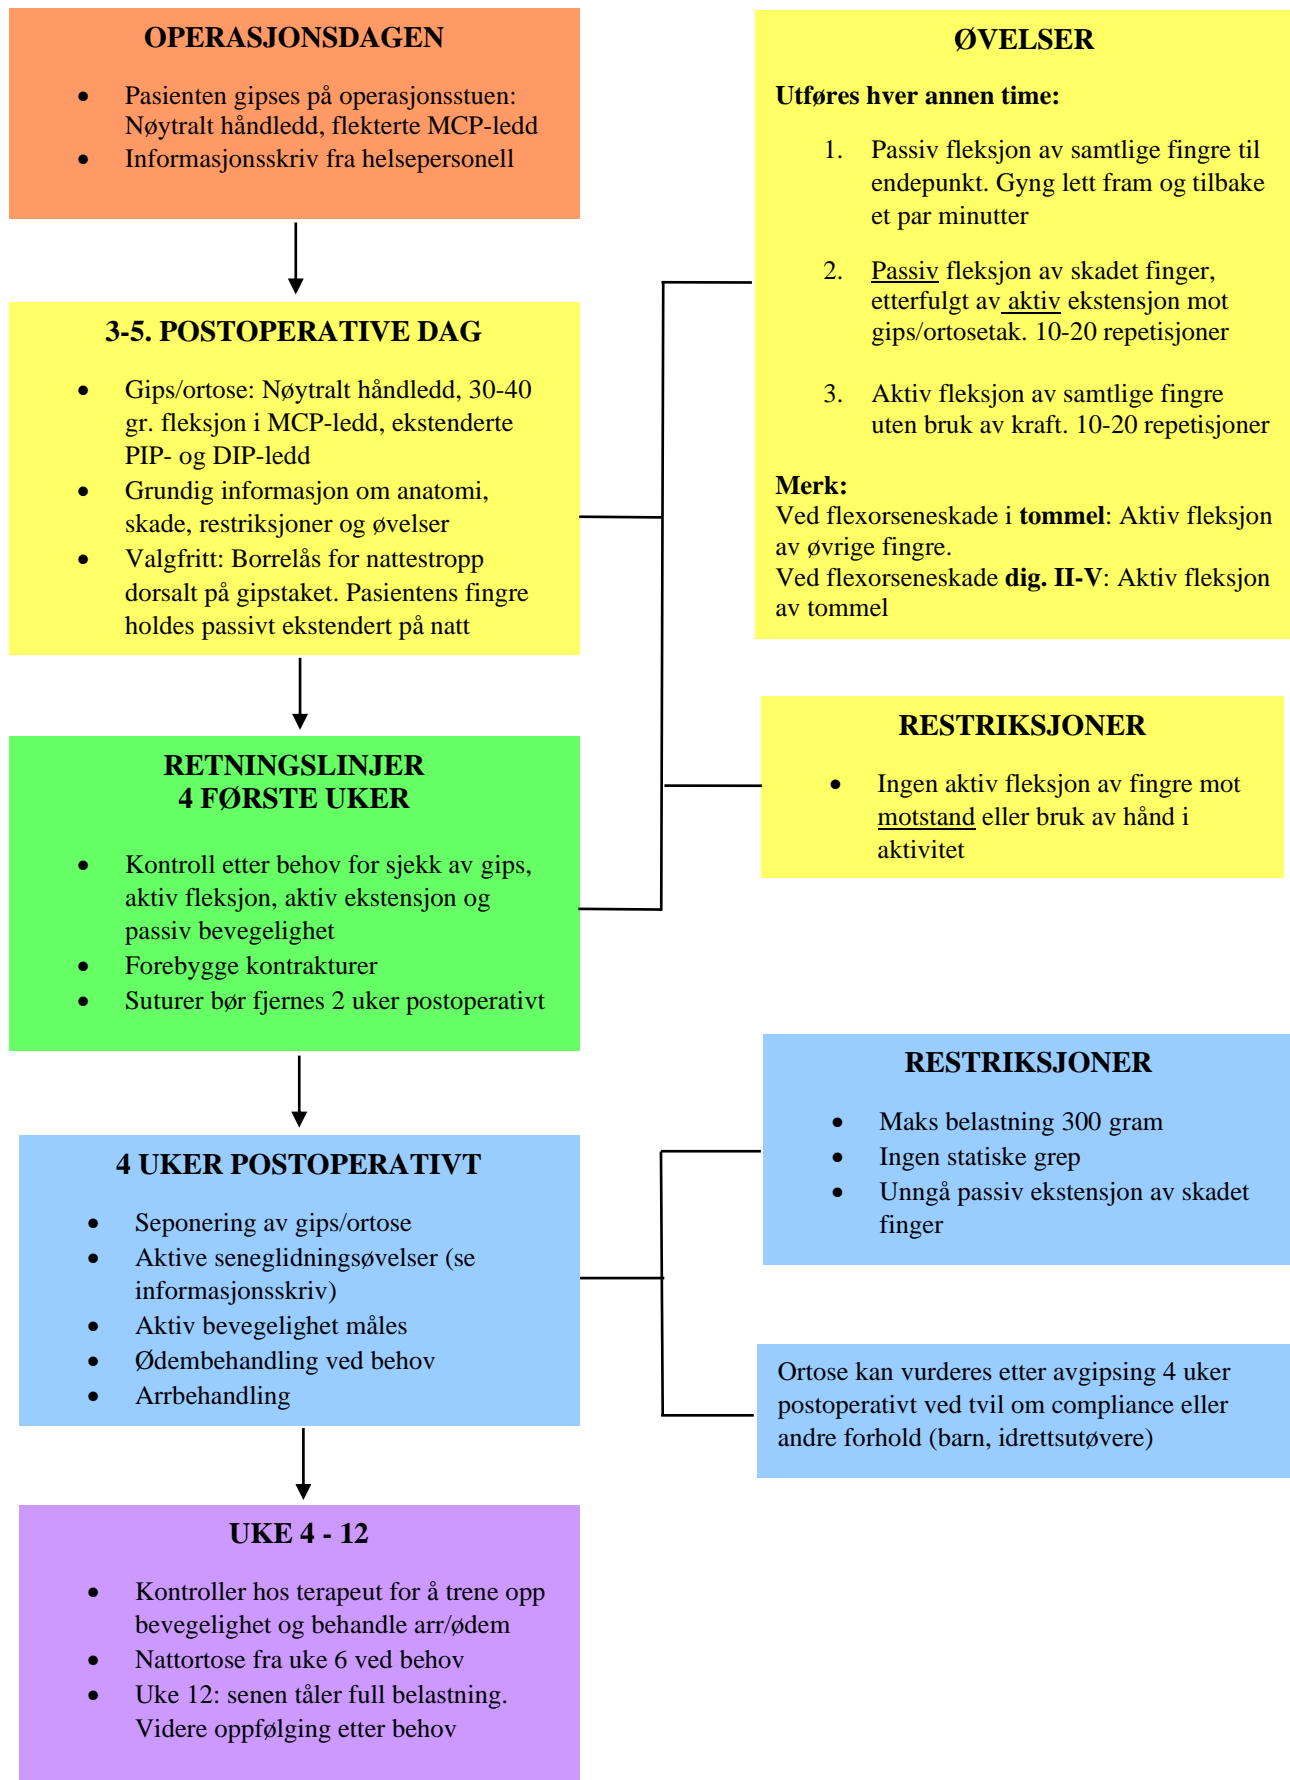 OPERASJONSDAGEN
• Pasienten gipses på operasjonsstuen:
Nøytralt håndledd, flekterte MCP-ledd
• Informasjonsskriv fra helsepersonell
3-5. POSTOPERATIVE DAG
• Gips/ortose: Nøytralt håndledd, 30-40
gr. fleksjon i MCP-ledd, ekstenderte
PIP- og DIP-ledd
• Grundig informasjon om anatomi,
skade, restriksjoner og øvelser
• Valgfritt: Borrelås for nattestropp
dorsalt på gipstaket. Pasientens fingre
holdes passivt ekstendert på natt
RETNINGSLINJER
4 FØRSTE UKER
• Kontroll etter behov for sjekk av gips,
aktiv fleksjon, aktiv ekstensjon og
passiv bevegelighet
• Forebygge kontrakturer
• Suturer bør fjernes 2 uker postoperativt
4 UKER POSTOPERATIVT
• Seponering av gips/ortose
• Aktive seneglidningsøvelser (se
informasjonsskriv)
• Aktiv bevegelighet måles
• Ødembehandling ved behov
• Arrbehandling
UKE 4 - 12
• Kontroller hos terapeut for å trene opp
bevegelighet og behandle arr/ødem
• Nattortose fra uke 6 ved behov
• Uke 12: senen tåler full belastning.
Videre oppfølging etter behov
ØVELSER
Utføres hver annen time:
1. Passiv fleksjon av samtlige fingre til
endepunkt. Gyng lett fram og tilbake
et par minutter
2. Passiv fleksjon av skadet finger,
etterfulgt av aktiv ekstensjon mot
gips/ortosetak. 10-20 repetisjoner
3. Aktiv fleksjon av samtlige fingre
uten bruk av kraft. 10-20 repetisjoner
Merk:
Ved flexorseneskade i tommel: Aktiv fleksjon
av øvrige fingre.
Ved flexorseneskade dig. II-V: Aktiv fleksjon
av tommel
RESTRIKSJONER
• Ingen aktiv fleksjon av fingre mot
motstand eller bruk av hånd i
aktivitet
RESTRIKSJONER
• Maks belastning 300 gram
• Ingen statiske grep
• Unngå passiv ekstensjon av skadet
finger
Ortose kan vurderes etter avgipsing 4 uker
postoperativt ved tvil om compliance eller
andre forhold (barn, idrettsutøvere)